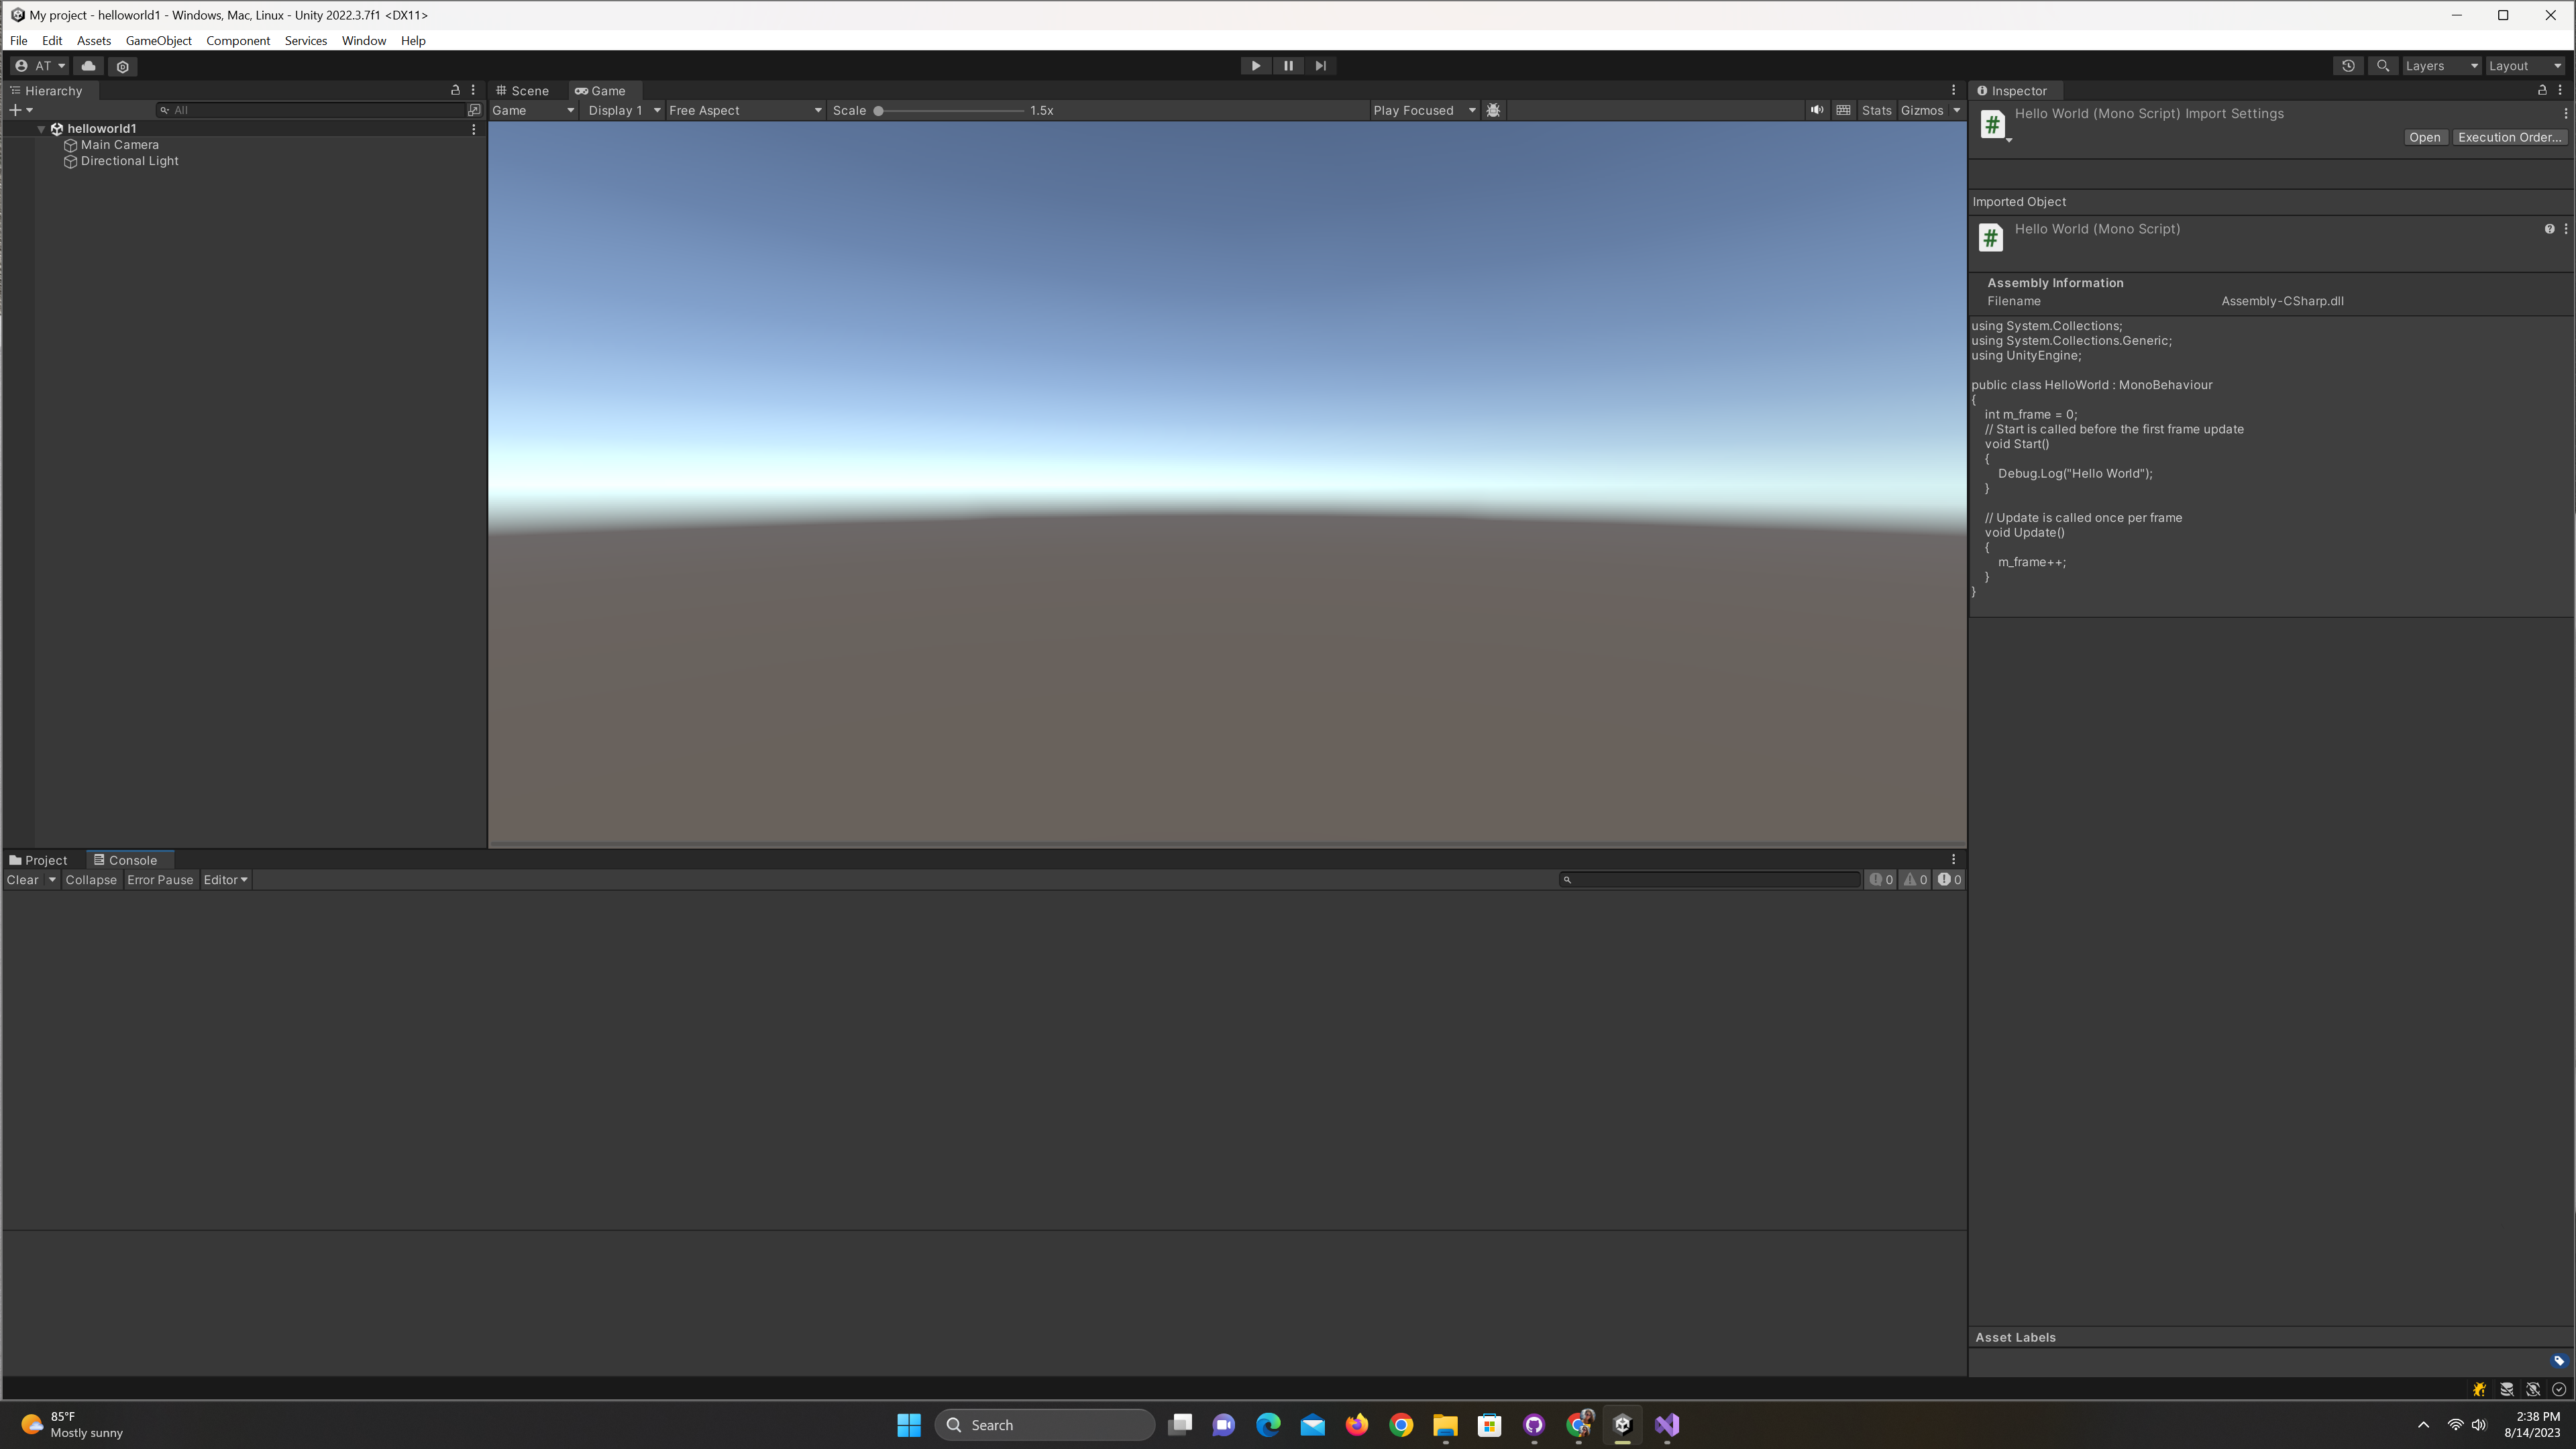 My project - helloworld1 - Windows, Mac, Linux - Unity 2022.3.7f1 <DX11>
File Edit Assets GameObject Component Services Window Help
AT
Layers Layout
Hierarchy
All
helloworld1
Main Camera
Directional Light
Scene Game
Game Display 1 Free Aspect Scale 1.5x Play Focused Stats Gizmos
Inspector
Hello World (Mono Script) Import Settings
Open Execution Order...
Imported Object
Hello World (Mono Script)
Assembly Information
Filename Assembly-CSharp.dll
using System.Collections;
using System.Collections.Generic;
using UnityEngine;
public class HelloWorld : MonoBehaviour
{
int m_frame = 0;
// Start is called before the first frame update
void Start()
{
Debug.Log("Hello World");
}
// Update is called once per frame
void Update()
{
m_frame++;
}
}
Project Console
Clear Collapse Error Pause Editor
0 0 0
Asset Labels
85°F
Mostly sunny
Search
2:38 PM
8/14/2023